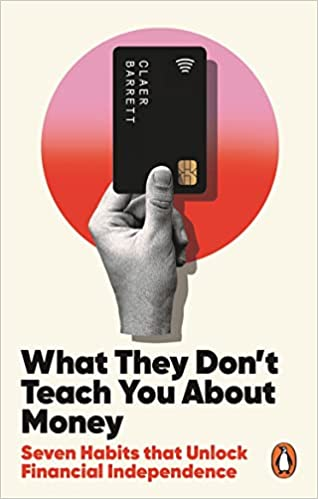 CLAER
BARRETT
What They Don't
Teach You About
Money
Seven Habits that Unlock
Financial Independence